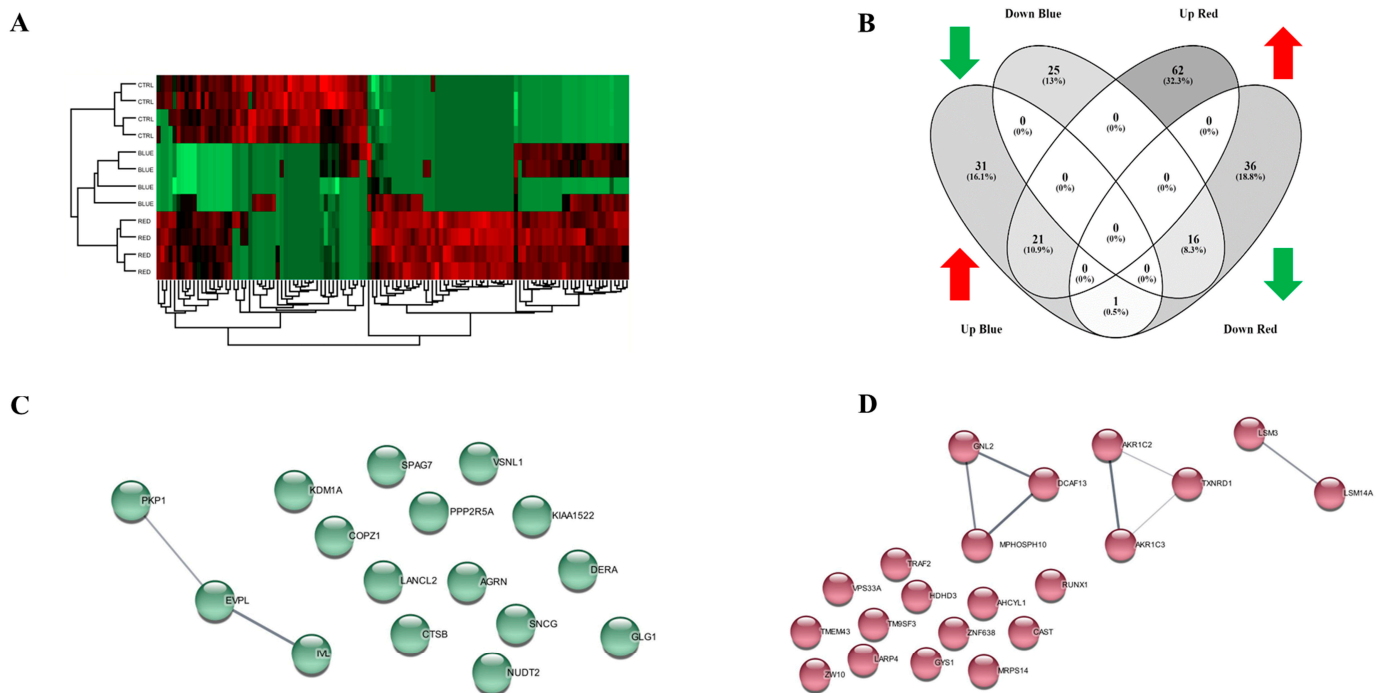 A
CTRL
CTRL
CTRL
CTRL
BLUE
BLUE
BLUE
BLUE
RED
RED
RED
RED
B
Down Blue
Up Red
25
(13%)
62
(32.3%)
0
(0%)
0
(0%)
0
(0%)
31
(16.1%)
0
(0%)
0
(0%)
36
(18.8%)
21
(10.9%)
0
(0%)
16
(8.3%)
0
(0%)
0
(0%)
1
(0.5%)
Up Blue
Down Red
C
PKP1
KDM1A
SPAG7
VSNL1
COPZ1
PPP2R5A
KIAA1522
EVPL
LANCL2
AGRN
DERA
IVL
CTSB
SNCG
GLG1
NUDT2
D
GNL2
DCAF13
MPHOSPH10
AKR1C2
TXNRD1
AKR1C3
LSM3
LSM14A
TRAF2
VPS33A
HDHD3
AHCYL1
RUNX1
TMEM43
TM9SF3
ZNF638
CAST
ZW10
LARP4
GYS1
MRPS14